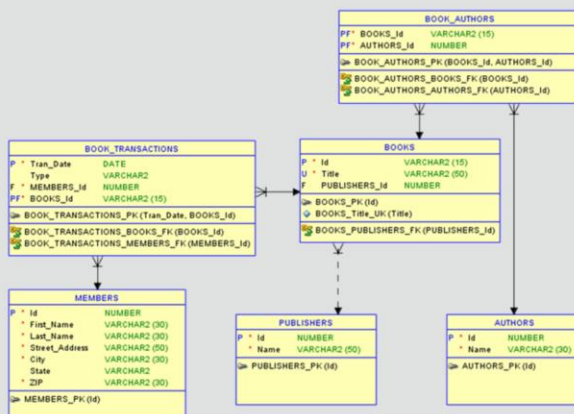 BOOK_AUTHORS
PF* BOOKS_Id VARCHAR2 (15)
PF* AUTHORS_Id NUMBER
BOOK_AUTHORS_PK (BOOKS_Id, AUTHORS_Id)
BOOK_AUTHORS_BOOKS_FK (BOOKS_Id)
BOOK_AUTHORS_AUTHORS_FK (AUTHORS_Id)
BOOK_TRANSACTIONS
P * Tran_Date DATE
Type VARCHAR2
F * MEMBERS_Id NUMBER
PF* BOOKS_Id VARCHAR2 (15)
BOOK_TRANSACTIONS_PK (Tran_Date, BOOKS_Id)
BOOK_TRANSACTIONS_BOOKS_FK (BOOKS_Id)
BOOK_TRANSACTIONS_MEMBERS_FK (MEMBERS_Id)
BOOKS
P * Id VARCHAR2 (15)
U * Title VARCHAR2 (50)
F PUBLISHERS_Id NUMBER
BOOKS_PK (Id)
BOOKS_Title_UK (Title)
BOOKS_PUBLISHERS_FK (PUBLISHERS_Id)
MEMBERS
P * Id NUMBER
* First_Name VARCHAR2 (30)
* Last_Name VARCHAR2 (30)
* Street_Address VARCHAR2 (50)
* City VARCHAR2 (30)
State VARCHAR2
* ZIP VARCHAR2 (30)
MEMBERS_PK (Id)
PUBLISHERS
P * Id NUMBER
* Name VARCHAR2 (50)
PUBLISHERS_PK (Id)
AUTHORS
P * Id NUMBER
* Name VARCHAR2 (30)
AUTHORS_PK (Id)